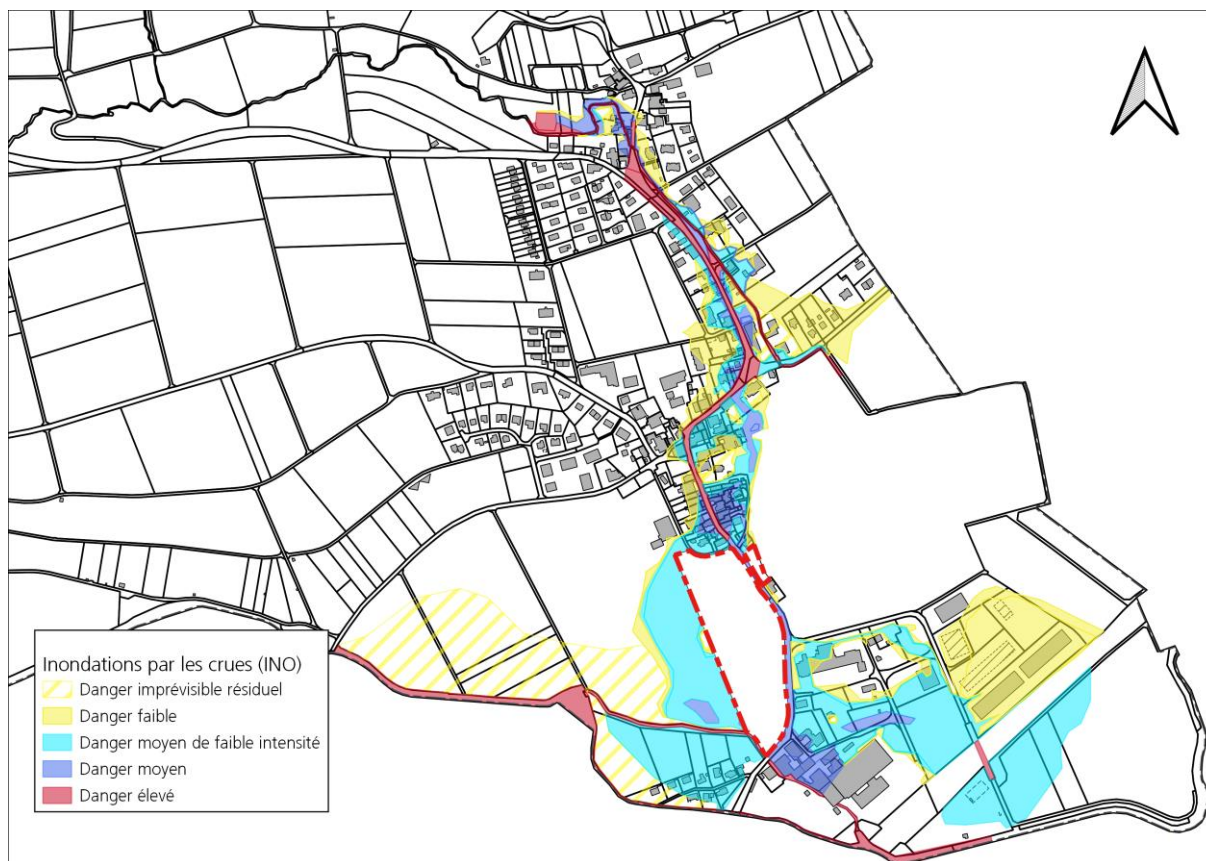 Inondations par les crues (INO)
Danger imprévisible résiduel
Danger faible
Danger moyen de faible intensité
Danger moyen
Danger élevé